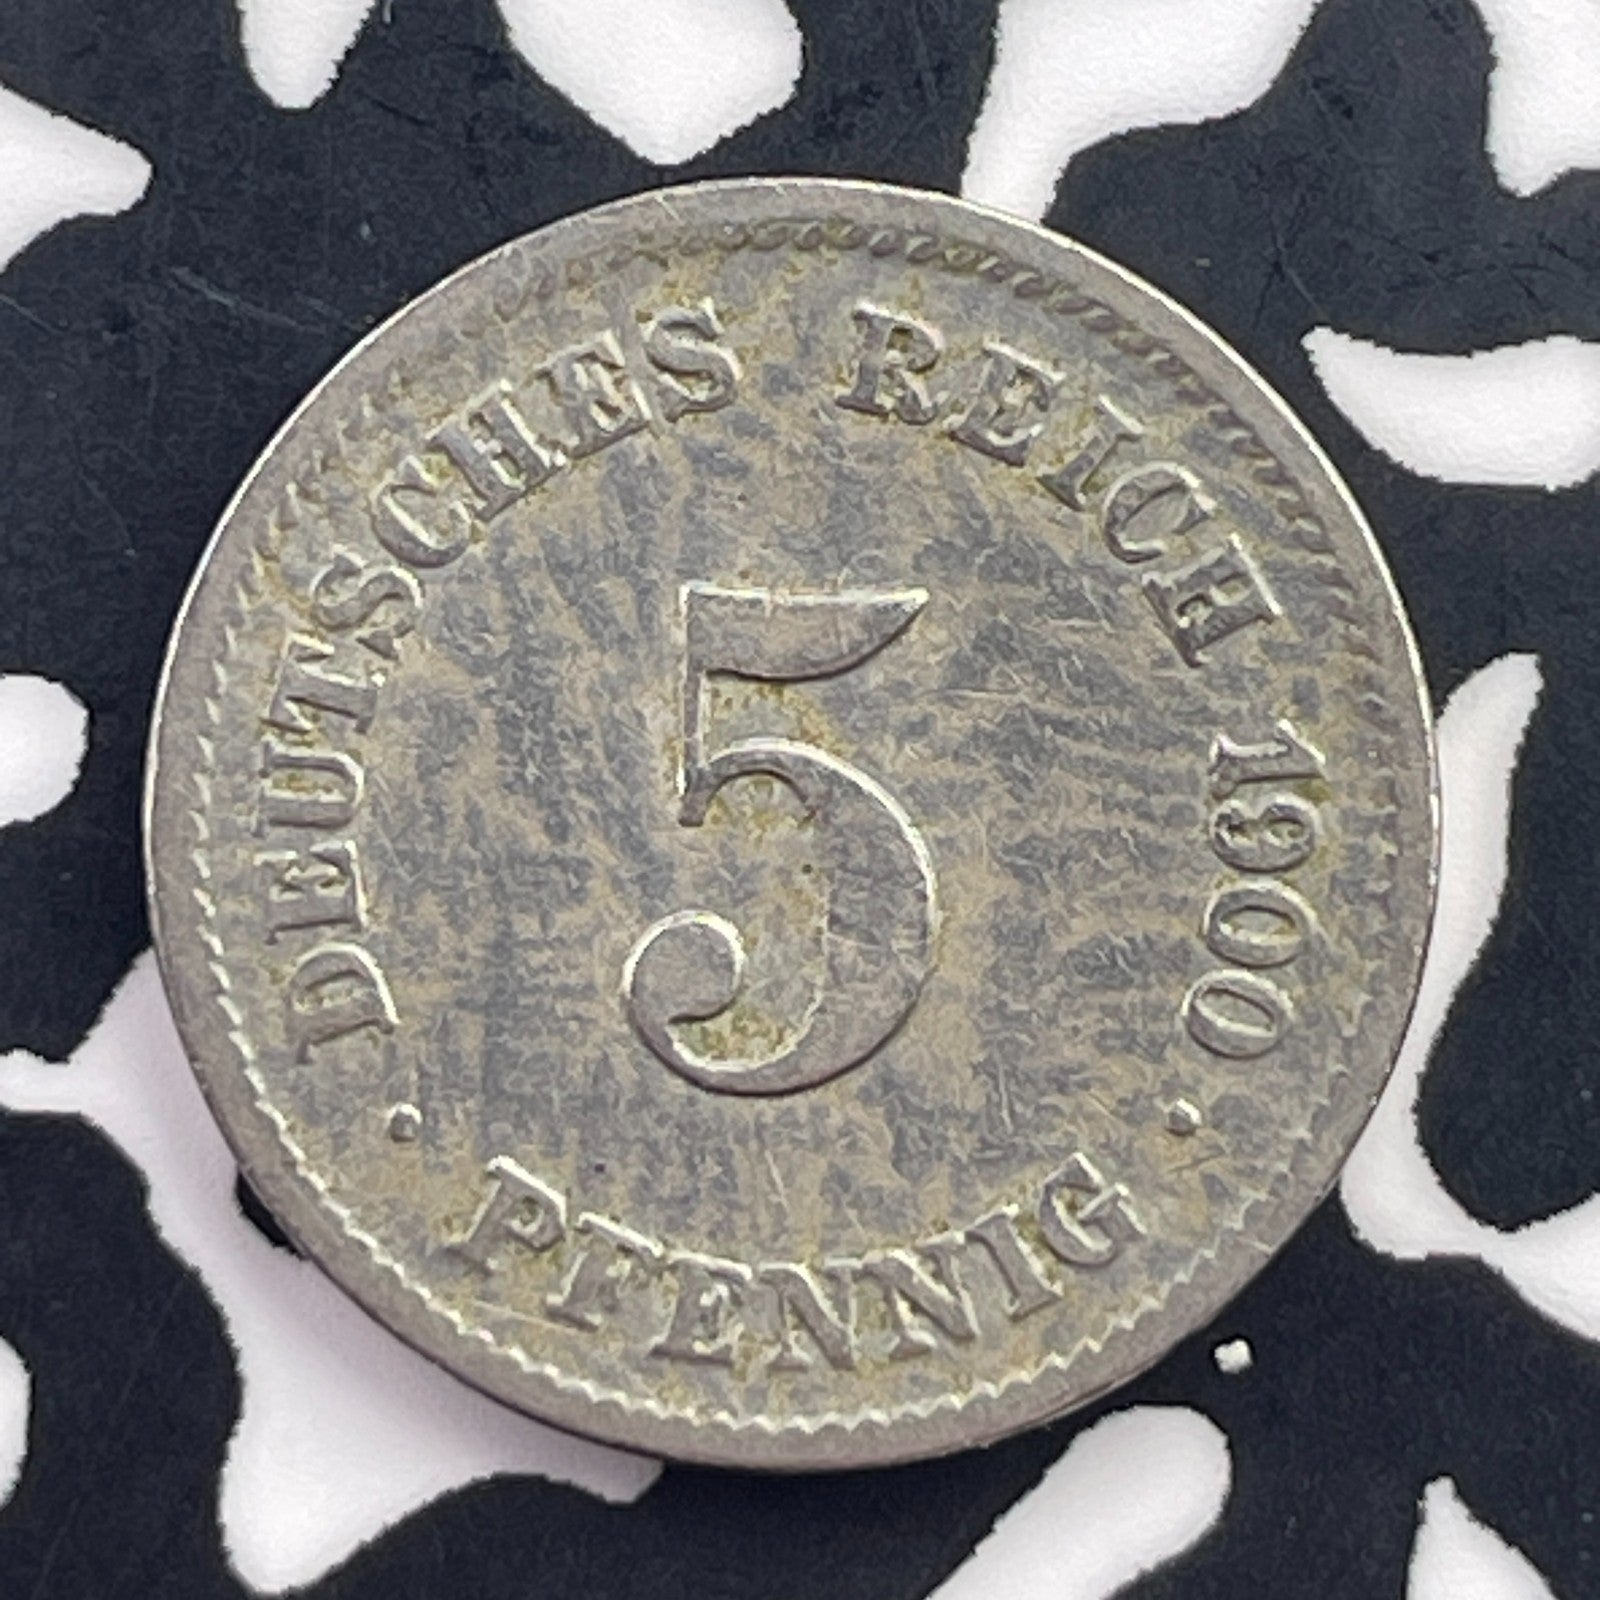 DEUTSCHES REICH 1900
5
• PFENNIG •